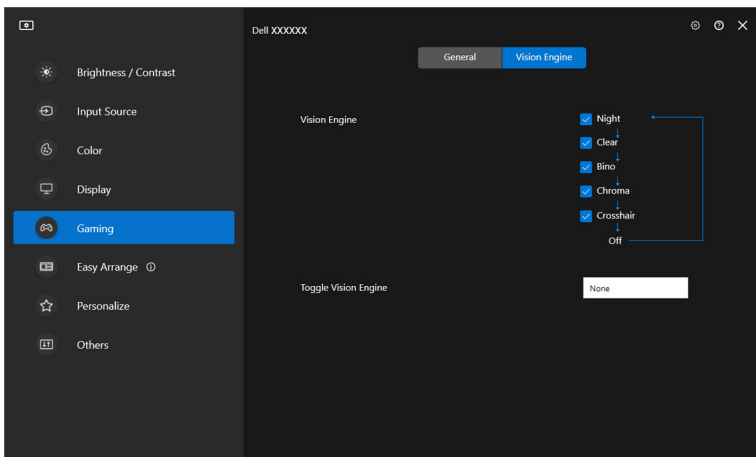 Dell XXXXXX
General
Vision Engine
Brightness / Contrast
Input Source
Color
Display
Gaming
Easy Arrange
Personalize
Others
Vision Engine
Night
Clear
Bino
Chroma
Crosshair
Off
Toggle Vision Engine
None